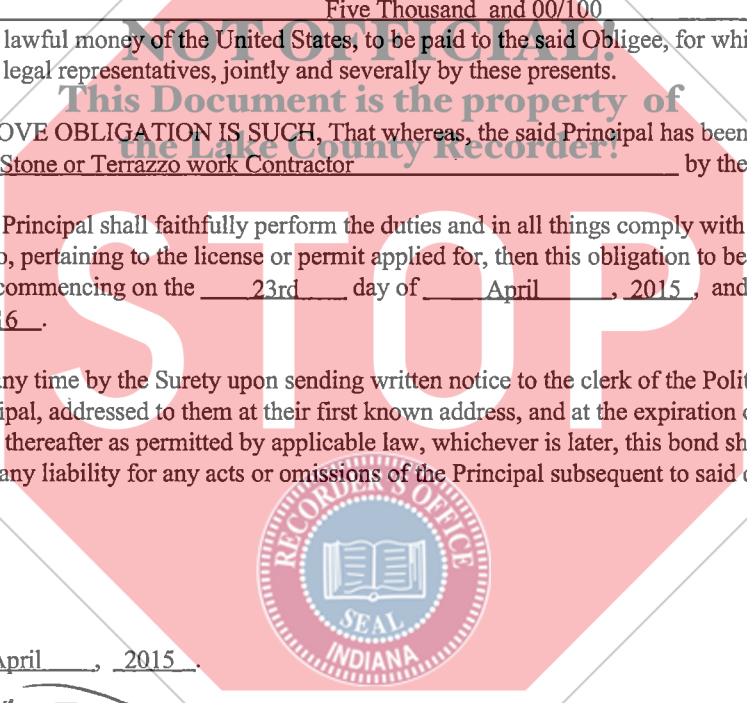 Five Thousand and 00/100
NOT OFFICIAL!
lawful money of the United States, to be paid to the said Obligee, for whi
legal representatives, jointly and severally by these presents.
This Document is the property of
OVE OBLIGATION IS SUCH, That whereas, the said Principal has been
the Lake County Recorder!
Stone or Terrazzo work Contractor by the
Principal shall faithfully perform the duties and in all things comply with
o, pertaining to the license or permit applied for, then this obligation to be
commencing on the 23rd day of April , 2015 , and
16 .
STOP
any time by the Surety upon sending written notice to the clerk of the Polit
ipal, addressed to them at their first known address, and at the expiration o
thereafter as permitted by applicable law, whichever is later, this bond sh
any liability for any acts or omissions of the Principal subsequent to said
RECORDER'S OFFICE
SEAL
INDIANA
April , 2015 .